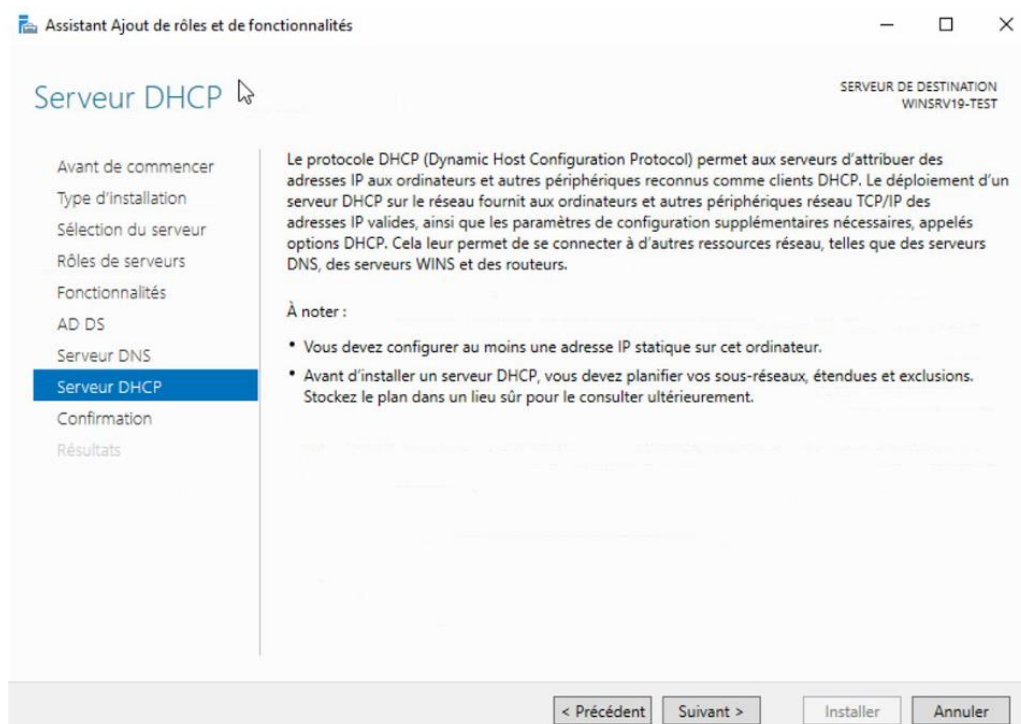 Assistant Ajout de rôles et de fonctionnalités
Serveur DHCP
SERVEUR DE DESTINATION
WINSRV19-TEST
Avant de commencer
Type d'installation
Sélection du serveur
Rôles de serveurs
Fonctionnalités
AD DS
Serveur DNS
Serveur DHCP
Confirmation
Résultats
Le protocole DHCP (Dynamic Host Configuration Protocol) permet aux serveurs d'attribuer des
adresses IP aux ordinateurs et autres périphériques reconnus comme clients DHCP. Le déploiement d'un
serveur DHCP sur le réseau fournit aux ordinateurs et autres périphériques réseau TCP/IP des
adresses IP valides, ainsi que les paramètres de configuration supplémentaires nécessaires, appelés
options DHCP. Cela leur permet de se connecter à d'autres ressources réseau, telles que des serveurs
DNS, des serveurs WINS et des routeurs.
À noter :
• Vous devez configurer au moins une adresse IP statique sur cet ordinateur.
• Avant d'installer un serveur DHCP, vous devez planifier vos sous-réseaux, étendues et exclusions.
Stockez le plan dans un lieu sûr pour le consulter ultérieurement.
< Précédent
Suivant >
Installer
Annuler